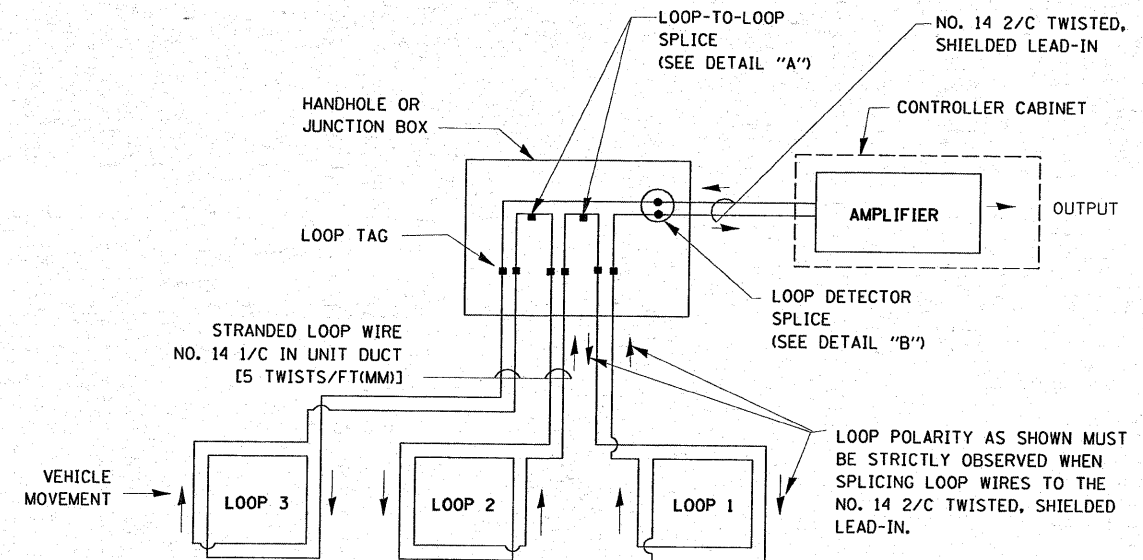 LOOP-TO-LOOP
SPLICE
(SEE DETAIL "A")
NO. 14 2/C TWISTED,
SHIELDED LEAD-IN
HANDHOLE OR
JUNCTION BOX
CONTROLLER CABINET
AMPLIFIER
OUTPUT
LOOP TAG
LOOP DETECTOR
SPLICE
(SEE DETAIL "B")
STRANDED LOOP WIRE
NO. 14 1/C IN UNIT DUCT
[5 TWISTS/FT(MM)]
LOOP POLARITY AS SHOWN MUST
BE STRICTLY OBSERVED WHEN
SPLICING LOOP WIRES TO THE
NO. 14 2/C TWISTED, SHIELDED
LEAD-IN.
VEHICLE
MOVEMENT
LOOP 3
LOOP 2
LOOP 1